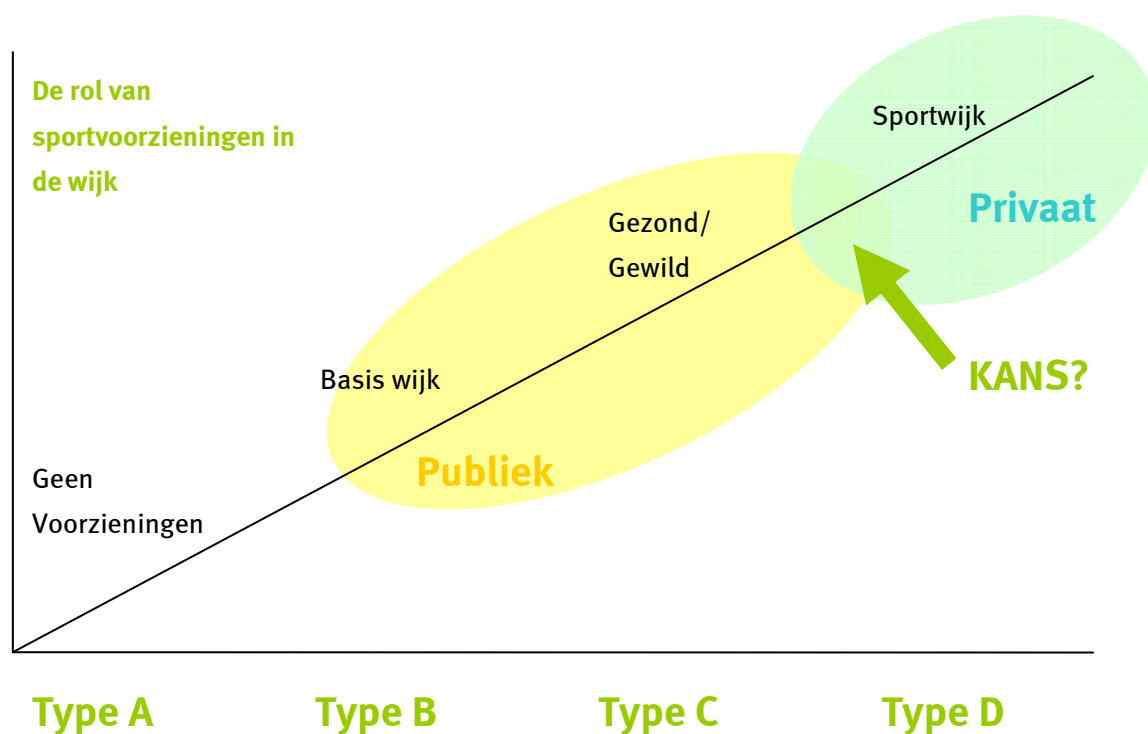 De rol van
sportvoorzieningen in
de wijk
Sportwijk
Privaat
Gezond/
Gewild
KANS?
Basis wijk
Publiek
Geen
Voorzieningen
Type A
Type B
Type C
Type D